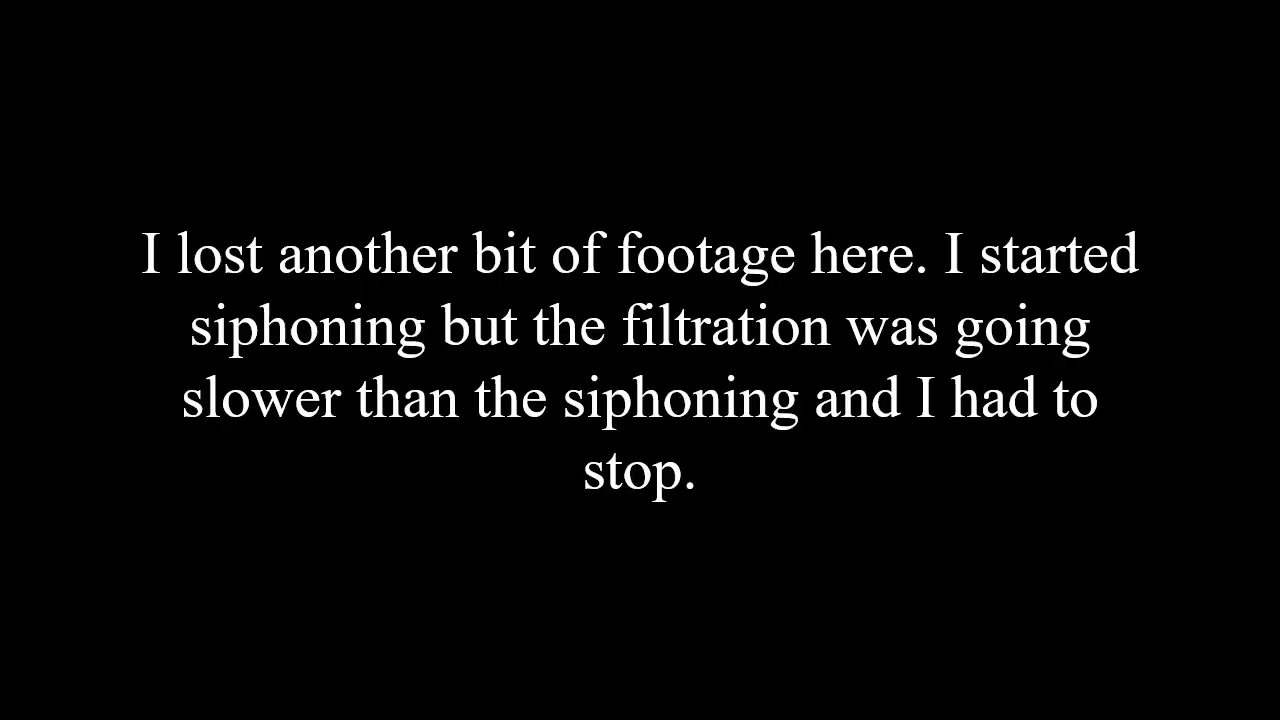 I lost another bit of footage here. I started
siphoning but the filtration was going
slower than the siphoning and I had to
stop.